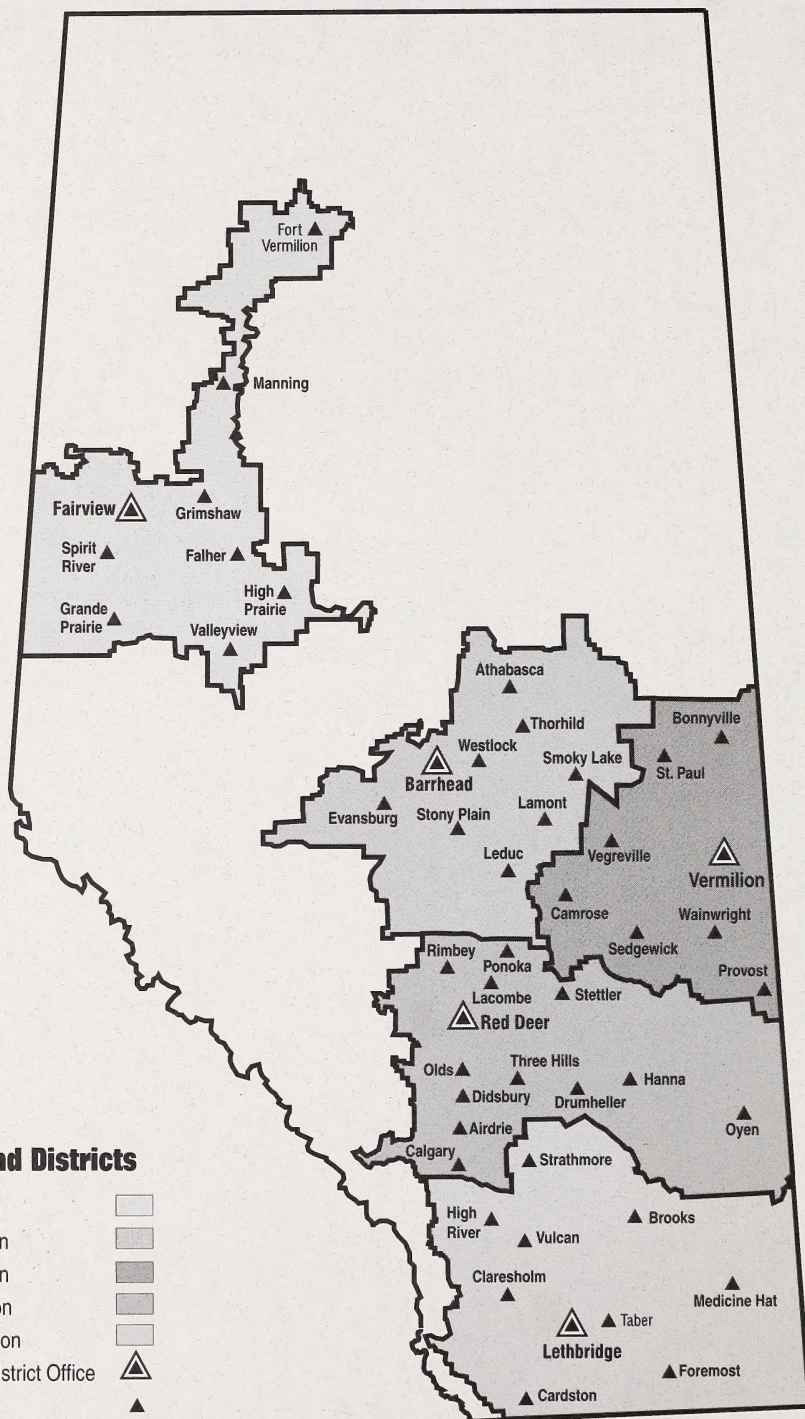 Fort
Vermilion
Manning
Fairview
Grimshaw
Spirit
River
Falher
High
Prairie
Grande
Prairie
Valleyview
Athabasca
Thorhild
Bonnyville
Westlock
Smoky Lake
St. Paul
Barrhead
Evansburg
Stony Plain
Lamont
Leduc
Vegreville
Vermilion
Camrose
Wainwright
Sedgewick
Provost
Rimbey
Ponoka
Lacombe
Stettler
Red Deer
Olds
Three Hills
Hanna
Didsbury
Drumheller
Airdrie
Oyen
Calgary
Strathmore
High
River
Brooks
Vulcan
Claresholm
Medicine Hat
Taber
Lethbridge
Foremost
Cardston
nd Districts
n
n
on
on
strict Office